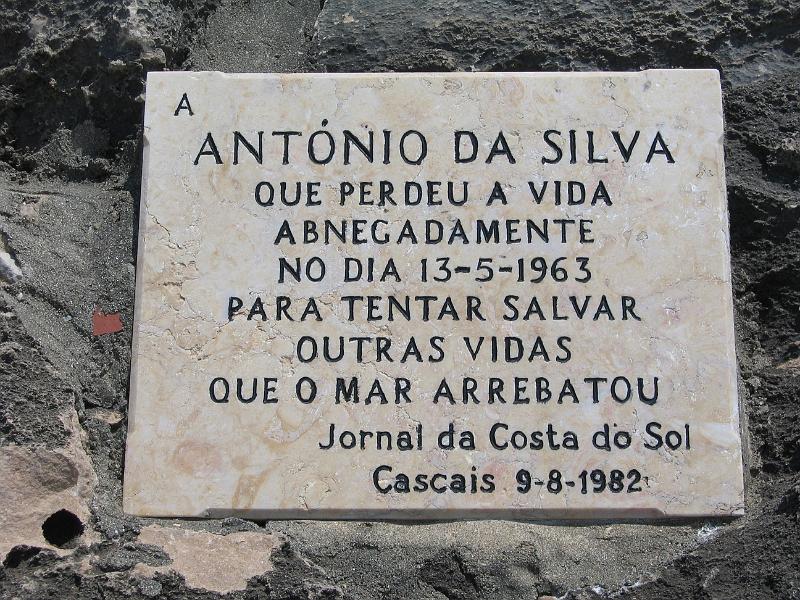 A
ANTÓNIO DA SILVA
QUE PERDEU A VIDA
ABNEGADAMENTE
NO DIA 13-5-1963
PARA TENTAR SALVAR
OUTRAS VIDAS
QUE O MAR ARREBATOU
Jornal da Costa do Sol
Cascais 9-8-1982